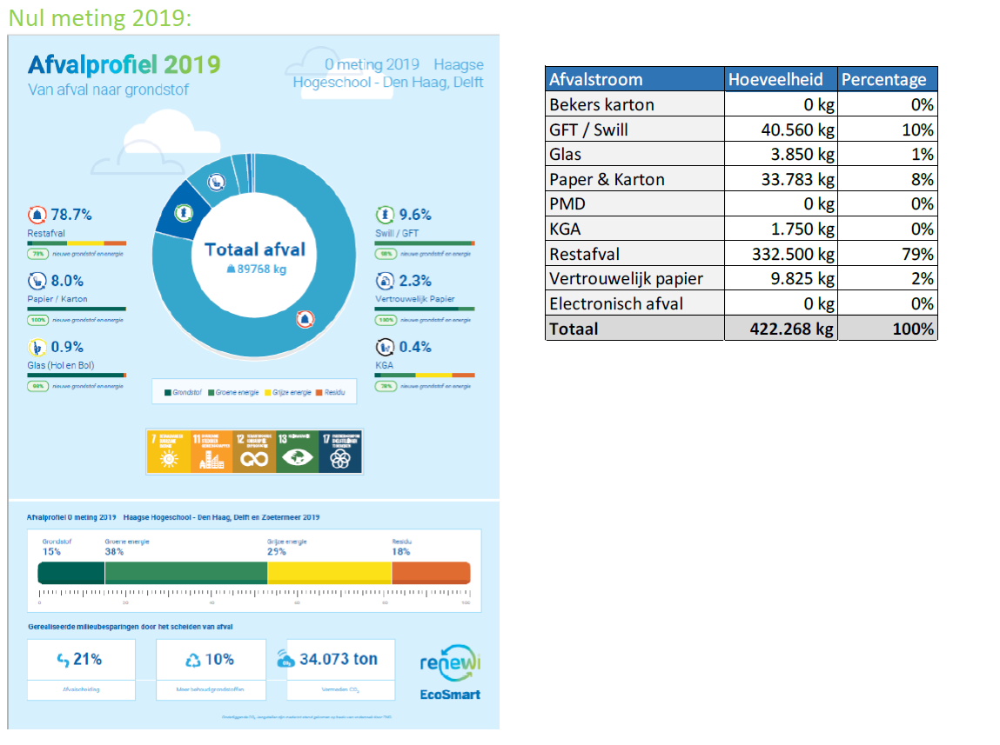 Nul meting 2019:
Afvalprofiel 2019
Van afval naar grondstof
0 meting 2019 Haagse
Hogeschool - Den Haag, Delft
Totaal afval
89768 kg
78.7%
Restafval
nieuwe grondstof en energie
8.0%
Papier / Karton
100% nieuwe grondstof en energie
0.9%
Glas (Hol en Bol)
nieuwe grondstof en energie
9.6%
Swill / GFT
nieuwe grondstof en energie
2.3%
Vertrouwelijk Papier
100% nieuwe grondstof en energie
0.4%
KGA
nieuwe grondstof en energie
Grondstof Groene energie Grijze energie Residu
7 11 12 13 17
Afvalprofiel 0 meting 2019 Haagse Hogeschool - Den Haag, Delft en Zoetermeer 2019
Grondstof Groene energie Grijze energie Residu
15% 38% 29% 18%
0 20 40 60 80 100
Gerealiseerde milieubesparingen door het scheiden van afval
21% 10% 34.073 ton
Afvalscheiding Meer behoud grondstoffen Vermeden CO₂
renewi
EcoSmart
Afvalstroom Hoeveelheid Percentage
Bekers karton 0 kg 0%
GFT / Swill 40.560 kg 10%
Glas 3.850 kg 1%
Paper & Karton 33.783 kg 8%
PMD 0 kg 0%
KGA 1.750 kg 0%
Restafval 332.500 kg 79%
Vertrouwelijk papier 9.825 kg 2%
Electronisch afval 0 kg 0%
Totaal 422.268 kg 100%